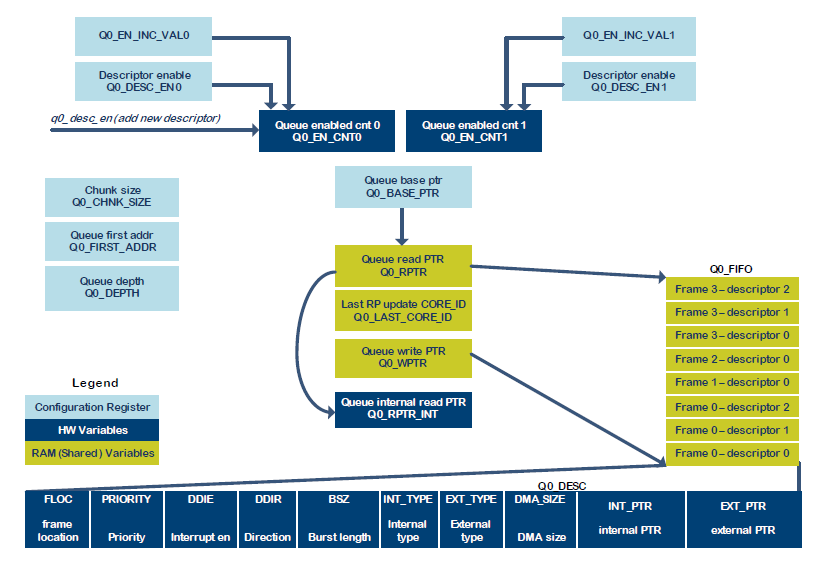 Q0_EN_INC_VAL0
Q0_EN_INC_VAL1
Descriptor enable
Q0_DESC_EN0
Descriptor enable
Q0_DESC_EN1
q0_desc_en (add new descriptor)
Queue enabled cnt 0
Q0_EN_CNT0
Queue enabled cnt 1
Q0_EN_CNT1
Queue base ptr
Q0_BASE_PTR
Chunk size
Q0_CHNK_SIZE
Queue first addr
Q0_FIRST_ADDR
Queue depth
Q0_DEPTH
Queue read PTR
Q0_RPTR
Last RP update CORE_ID
Q0_LAST_CORE_ID
Queue write PTR
Q0_WPTR
Queue internal read PTR
Q0_RPTR_INT
Q0_FIFO
Frame 3 – descriptor 2
Frame 3 – descriptor 1
Frame 3 – descriptor 0
Frame 2 – descriptor 0
Frame 1 – descriptor 0
Frame 0 – descriptor 2
Frame 0 – descriptor 1
Frame 0 – descriptor 0
Legend
Configuration Register
HW Variables
RAM (Shared) Variables
Q0_DESC
FLOC
frame
location
PRIORITY
Priority
DDIE
Interrupt en
DDIR
Direction
BSZ
Burst length
INT_TYPE
Internal
type
EXT_TYPE
External
type
DMA_SIZE
DMA size
INT_PTR
internal PTR
EXT_PTR
external PTR